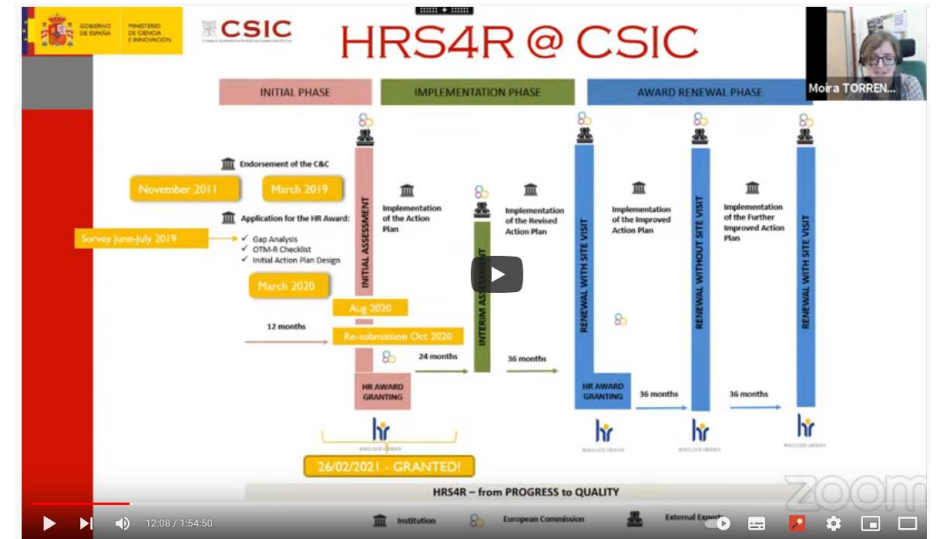 GOBIERNO
DE ESPAÑA
MINISTERIO
DE CIENCIA
E INNOVACIÓN
CSIC
HRS4R @ CSIC
Moira TORREN...
INITIAL PHASE
IMPLEMENTATION PHASE
AWARD RENEWAL PHASE
Endorsement of the C&C
November 2011
March 2019
Application for the HR Award:
Survey June-July 2019
✓ Gap Analysis
✓ OTM-R Checklist
✓ Initial Action Plan Design
March 2020
INITIAL ASSESSMENT
Aug 2020
Re-submission Oct 2020
12 months
HR AWARD
GRANTING
Implementation
of the Action
Plan
24 months
INTERIM ASSESSMENT
Implementation
of the Revised
Action Plan
36 months
RENEWAL WITH SITE VISIT
HR AWARD
GRANTING
Implementation
of the Improved
Action Plan
36 months
RENEWAL WITHOUT SITE VISIT
Implementation
of the Further
Improved Action
Plan
36 months
RENEWAL WITH SITE VISIT
hr
hr
hr
hr
26/02/2021 - GRANTED!
HRS4R – from PROGRESS to QUALITY
zoom
Institution
European Commission
External
12:08 / 1:54:50